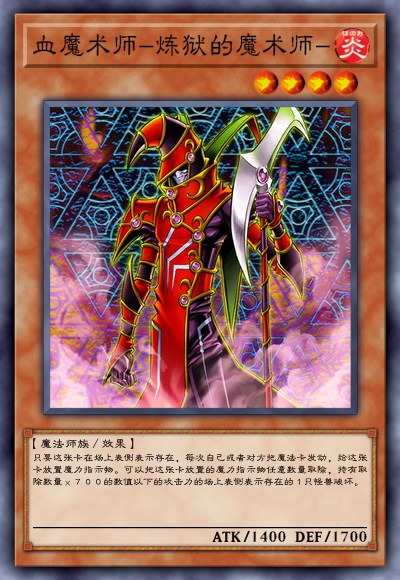 血魔术师-炼狱的魔术师-
ほのお
炎
【魔法师族/效果】
只要这张卡在场上表侧表示存在，每次自己或者对方把魔法卡发动，给这张
卡放置魔力指示物。可以把这张卡放置的魔力指示物任意数量取除，持有取
除数量×７００的数值以下的攻击力的场上表侧表示存在的１只怪兽破坏。
ATK/1400 DEF/1700